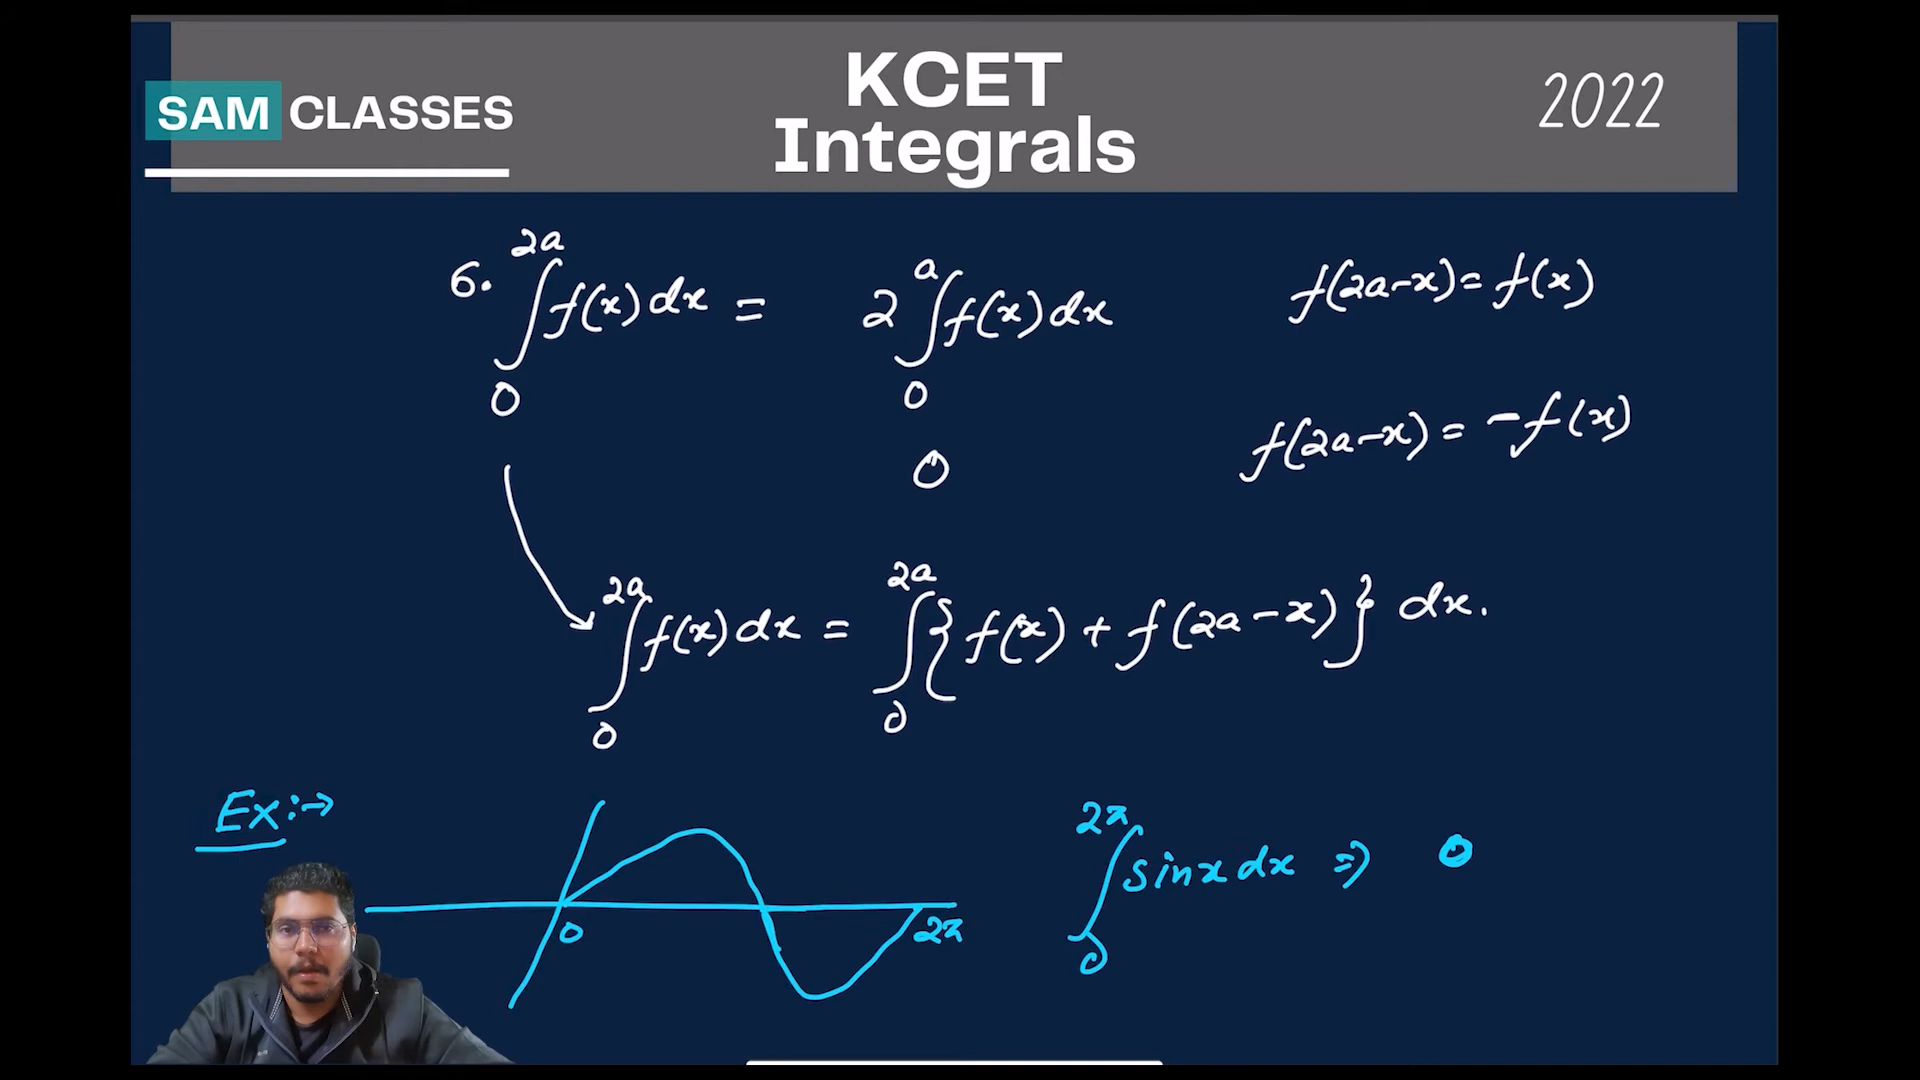 SAM CLASSES
KCET
Integrals
2022
6. ∫₀²ᵃ f(x) dx = 2 ∫₀ᵃ f(x) dx    f(2a-x) = f(x)
0    f(2a-x) = -f(x)
∫₀²ᵃ f(x) dx = ∫₀²ᵃ { f(x) + f(2a-x) } dx.
Ex:→
0    2π
∫₀²π sinx dx ⇒ 0